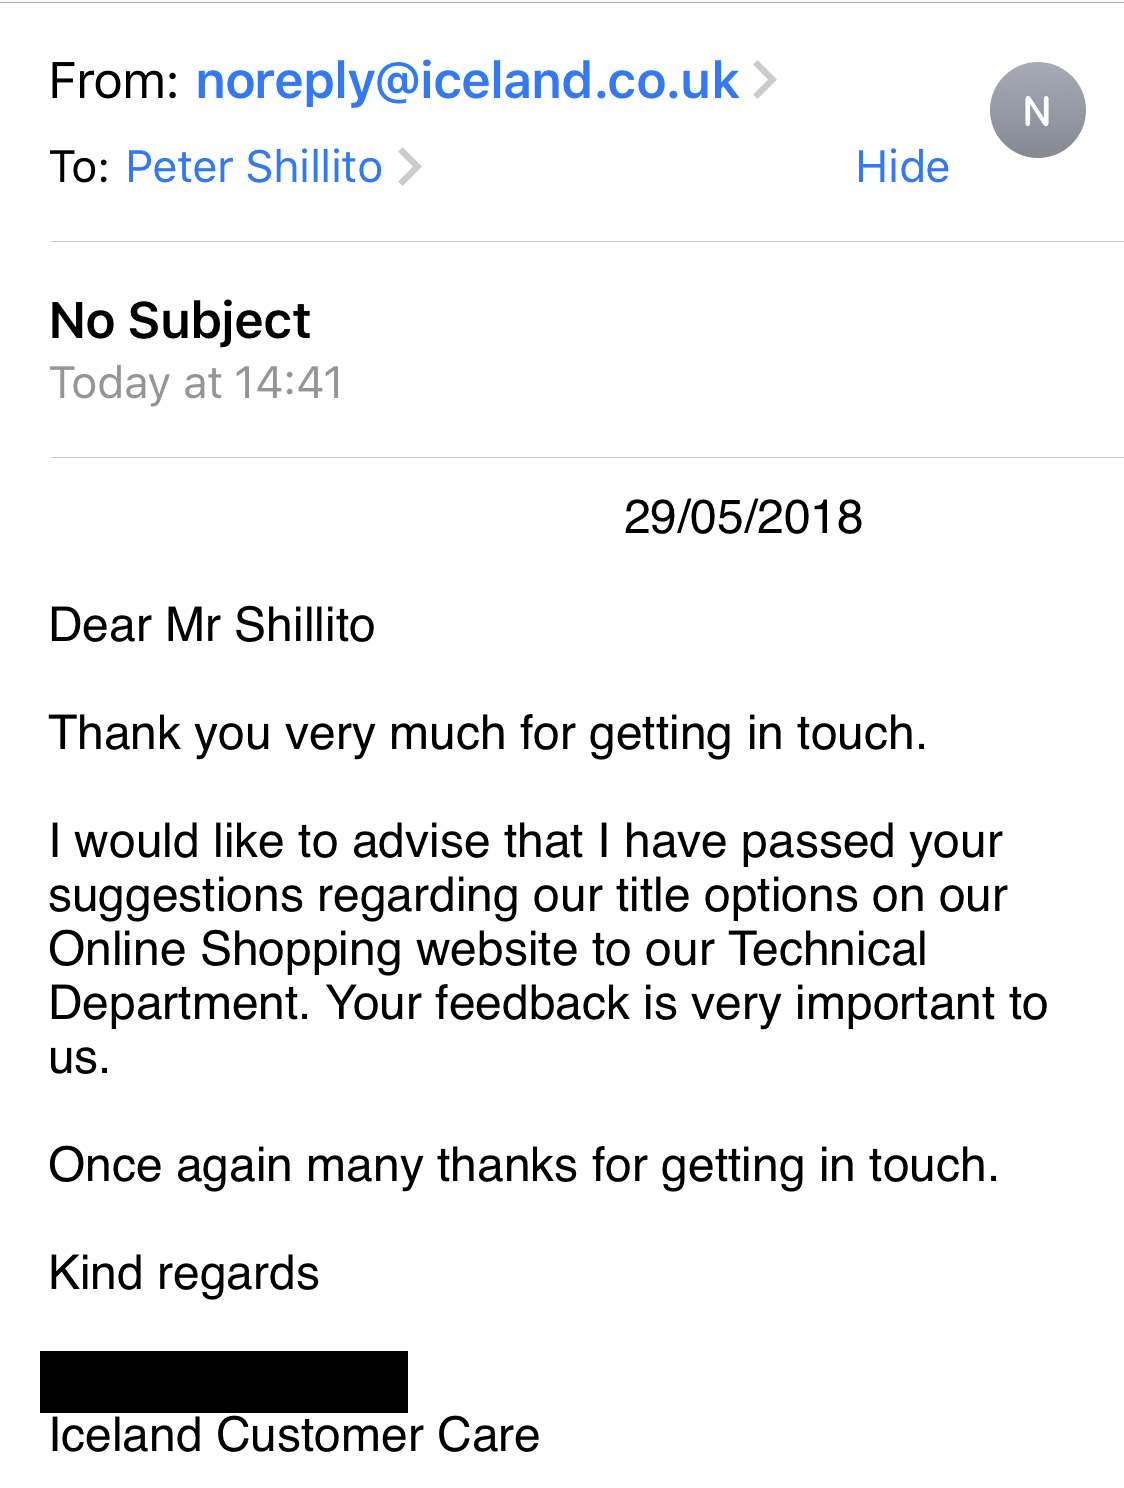 From: noreply@iceland.co.uk
N
To: Peter Shillito
Hide
No Subject
Today at 14:41
29/05/2018
Dear Mr Shillito
Thank you very much for getting in touch.
I would like to advise that I have passed your
suggestions regarding our title options on our
Online Shopping website to our Technical
Department. Your feedback is very important to
us.
Once again many thanks for getting in touch.
Kind regards
Iceland Customer Care